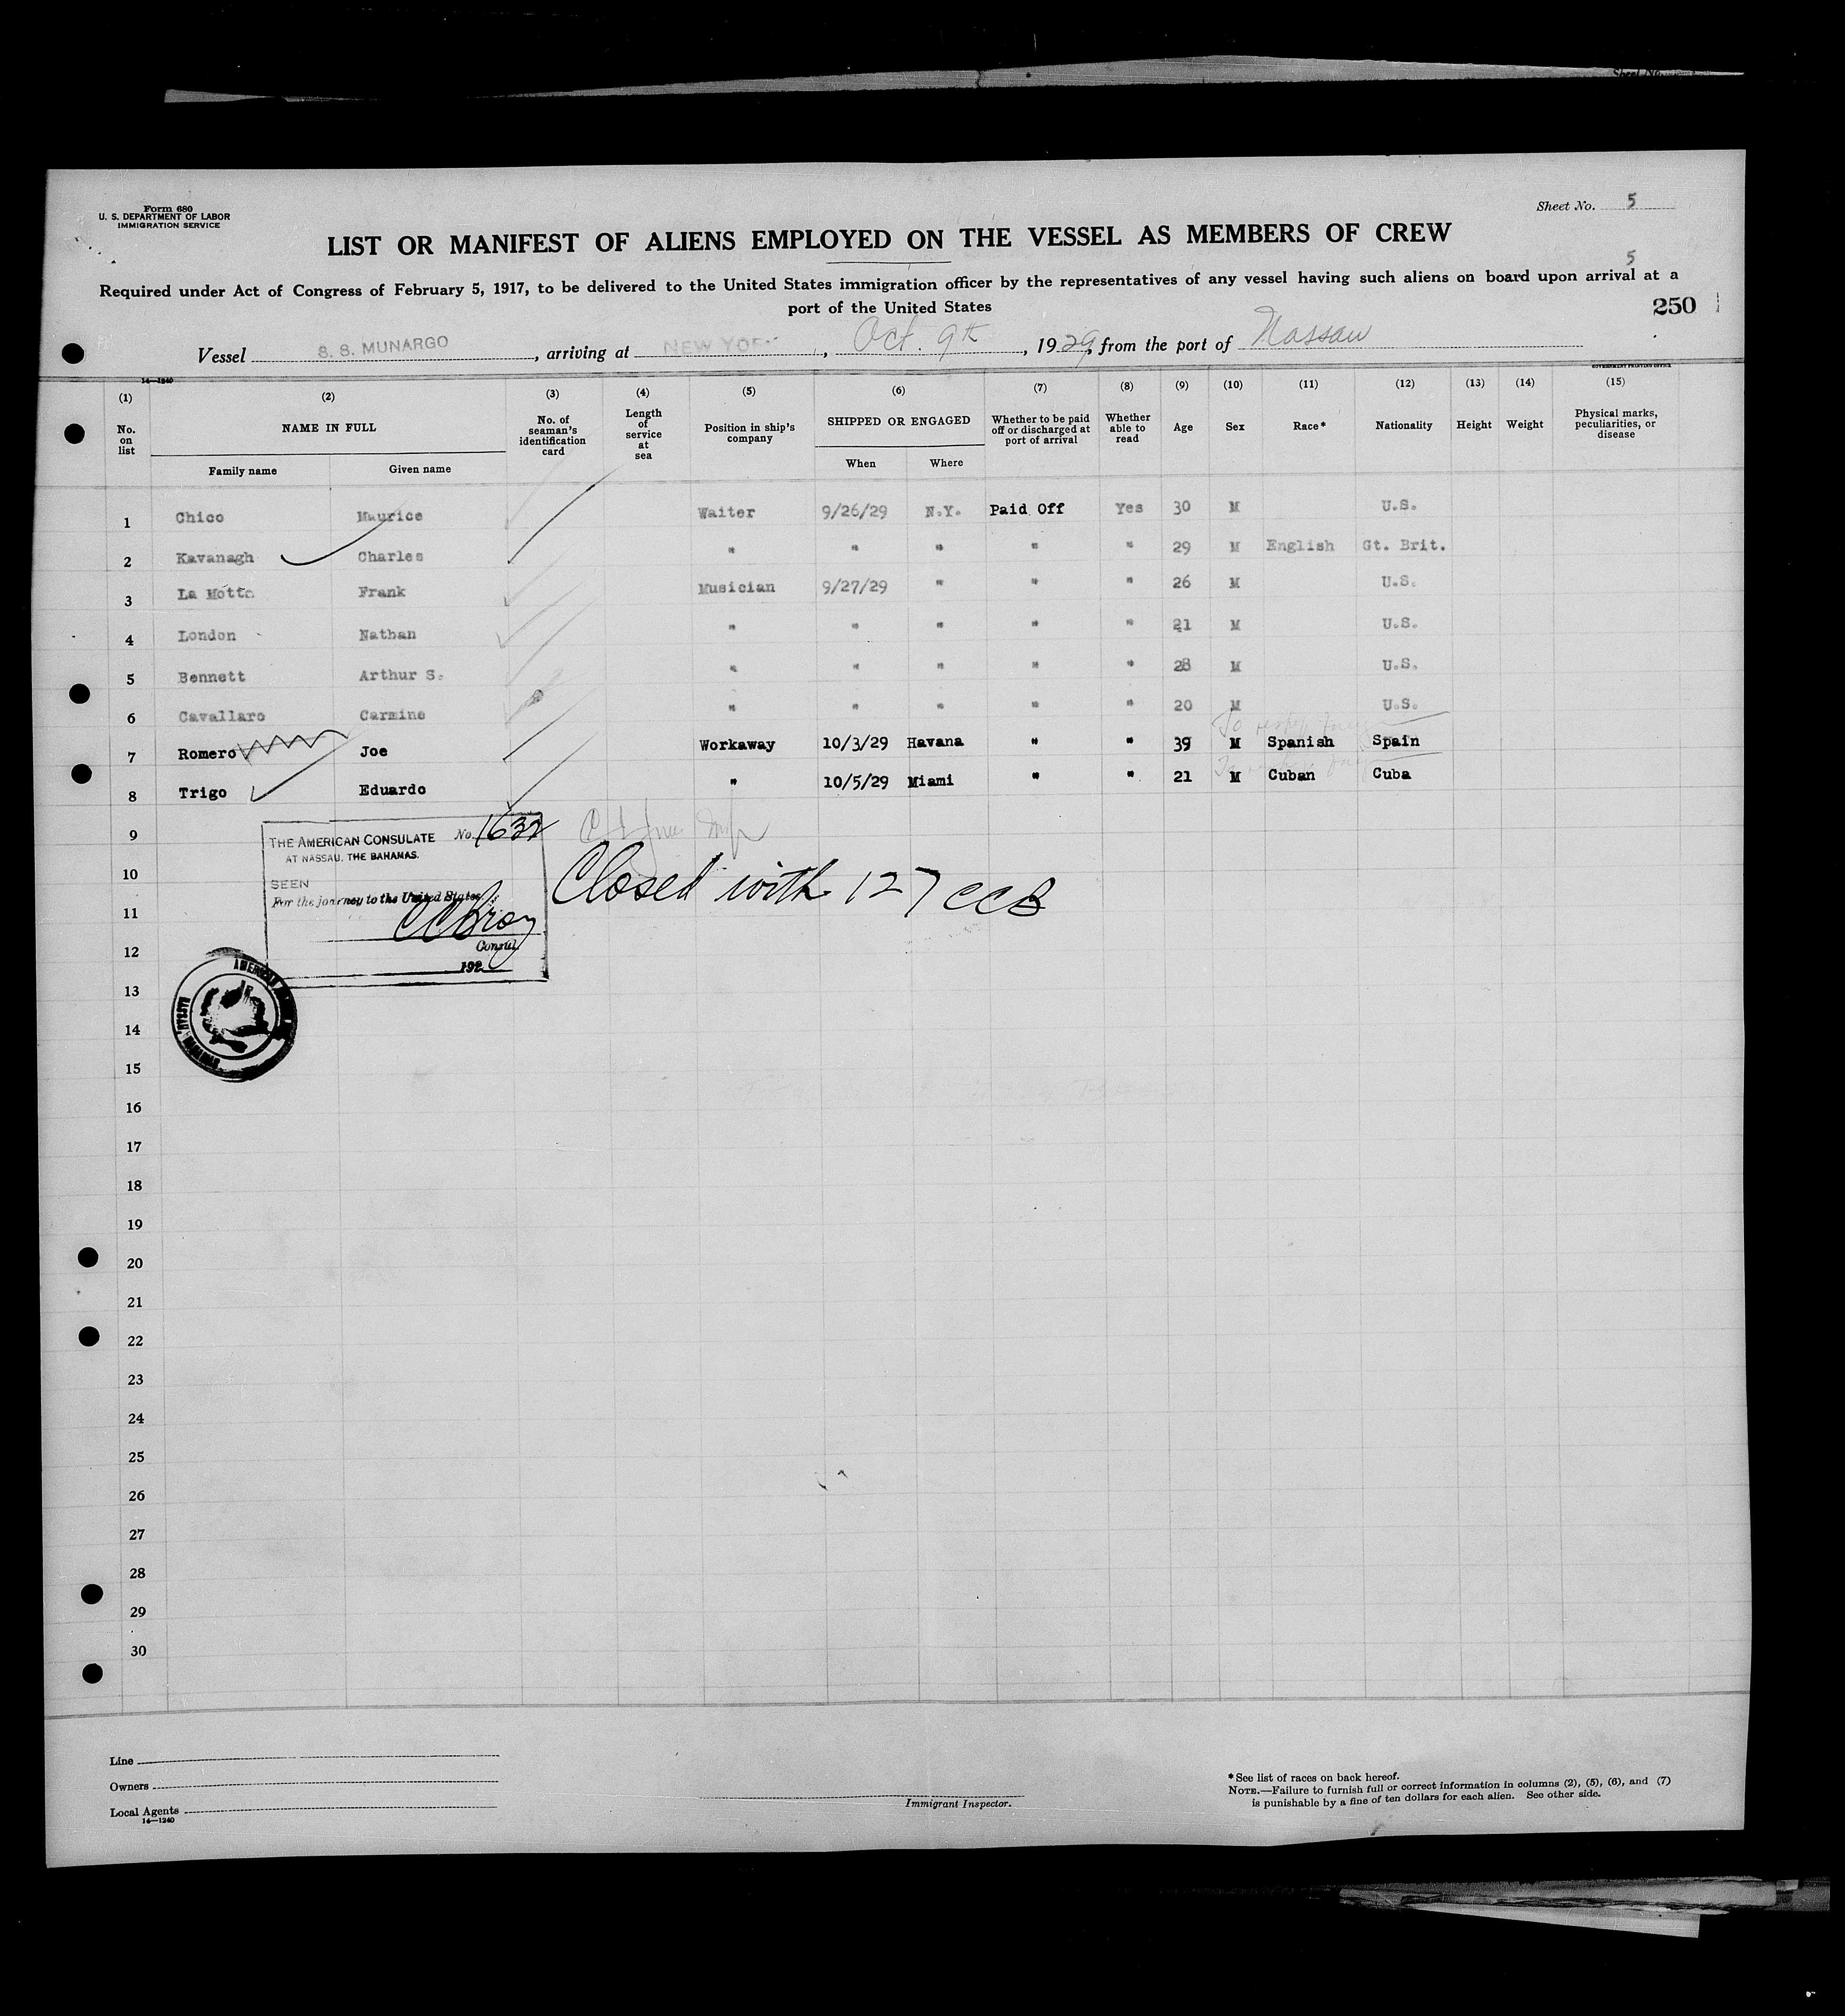 Sheet No.
Form 680
U. S. DEPARTMENT OF LABOR
IMMIGRATION SERVICE
Sheet No. 5
LIST OR MANIFEST OF ALIENS EMPLOYED ON THE VESSEL AS MEMBERS OF CREW
5
Required under Act of Congress of February 5, 1917, to be delivered to the United States immigration officer by the representatives of any vessel having such aliens on board upon arrival at a
port of the United States
250
Vessel S. S. MUNARGO, arriving at NEW YORK, Oct. 9th, 1929, from the port of Nassau
14—1240
GOVERNMENT PRINTING OFFICE
(1) (2) (3) (4) (5) (6) (7) (8) (9) (10) (11) (12) (13) (14) (15)
No. on list NAME IN FULL No. of seaman's identification card Length of service at sea Position in ship's company SHIPPED OR ENGAGED Whether to be paid off or discharged at port of arrival Whether able to read Age Sex Race* Nationality Height Weight Physical marks, peculiarities, or disease
Family name Given name When Where
1 Chico Maurice Waiter 9/26/29 N.Y. Paid Off Yes 30 M U.S.
2 Kavanagh Charles " " " " " 29 M English Gt. Brit.
3 La Motta Frank Musician 9/27/29 " " " 26 M U.S.
4 London Nathan " " " " " 21 M U.S.
5 Bennett Arthur S. " " " " " 28 M U.S.
6 Cavallaro Carmine " " " " " 20 M U.S.
7 Romero Joe Workaway 10/3/29 Havana " " 39 M Spanish Spain
8 Trigo Eduardo " 10/5/29 Miami " " 21 M Cuban Cuba
9
10
11
12
13
14
15
16
17
18
19
20
21
22
23
24
25
26
27
28
29
30
THE AMERICAN CONSULATE No. 1632
AT NASSAU, THE BAHAMAS.
SEEN
For the journey to the United States
Consul.
192
Closed with 127 CCB
AMERICAN
NASSAU,
Line
Owners
Local Agents
14—1240
Immigrant Inspector.
*See list of races on back hereof.
NOTE.—Failure to furnish full or correct information in columns (2), (5), (6), and (7)
is punishable by a fine of ten dollars for each alien. See other side.